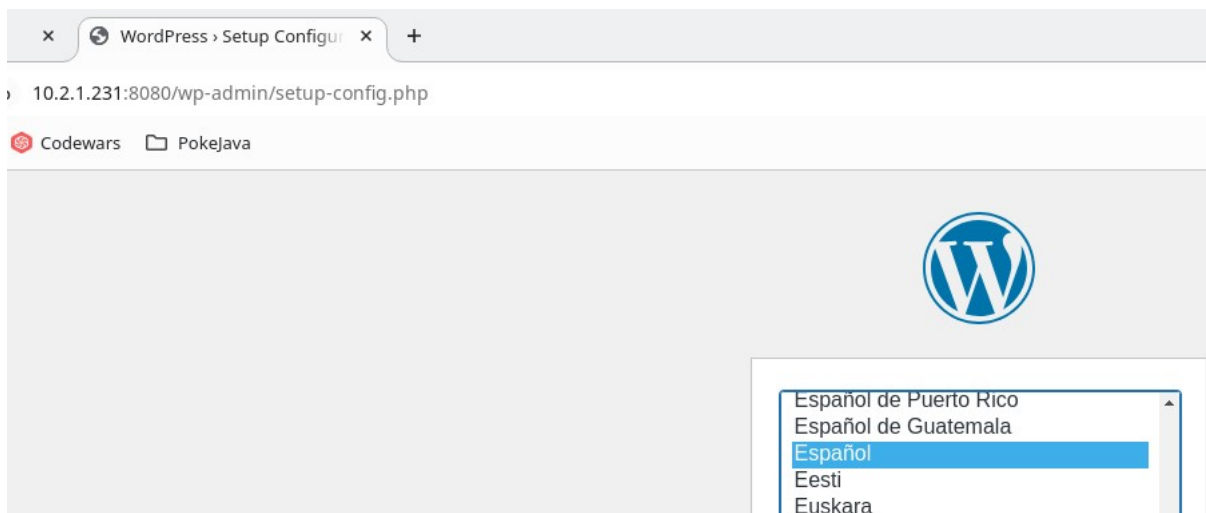 WordPress › Setup Configur
10.2.1.231:8080/wp-admin/setup-config.php
Codewars PokeJava
Español de Puerto Rico
Español de Guatemala
Español
Eesti
Euskara